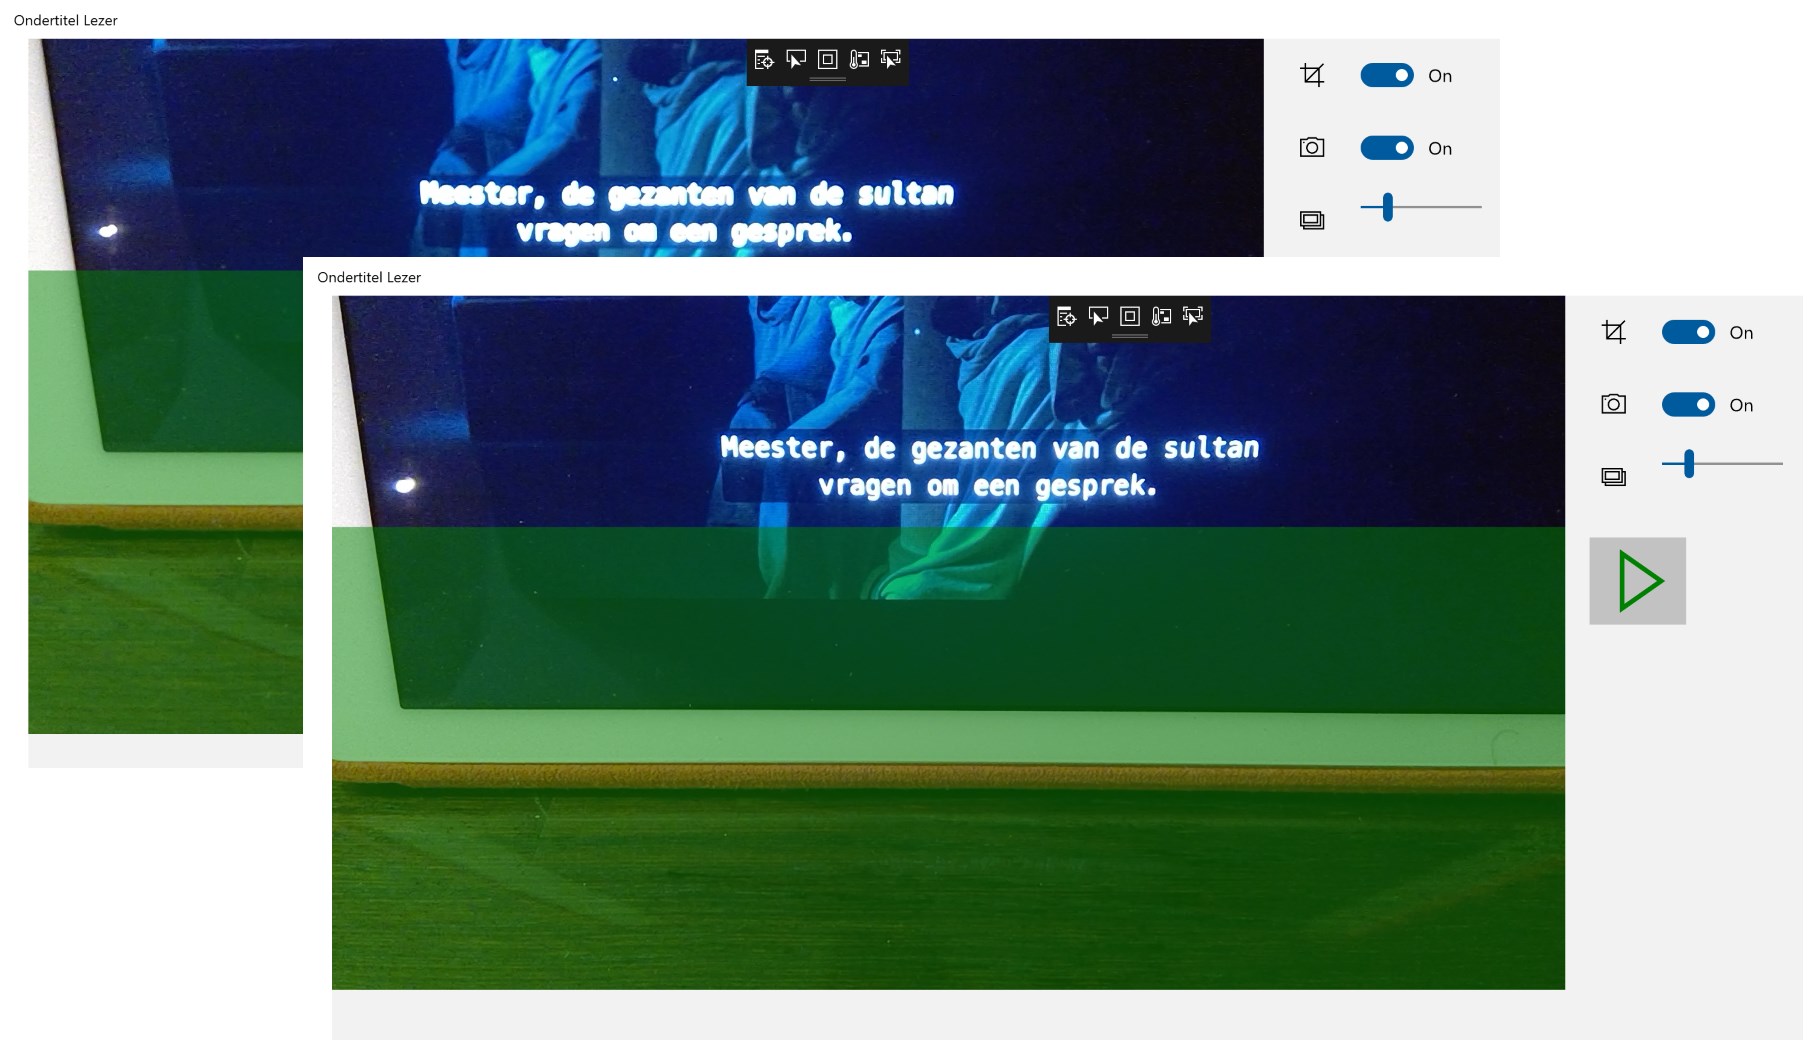 Ondertitel Lezer
On
On
Meester, de gezanten van de sultan
vragen om een gesprek.
Ondertitel Lezer
On
On
Meester, de gezanten van de sultan
vragen om een gesprek.